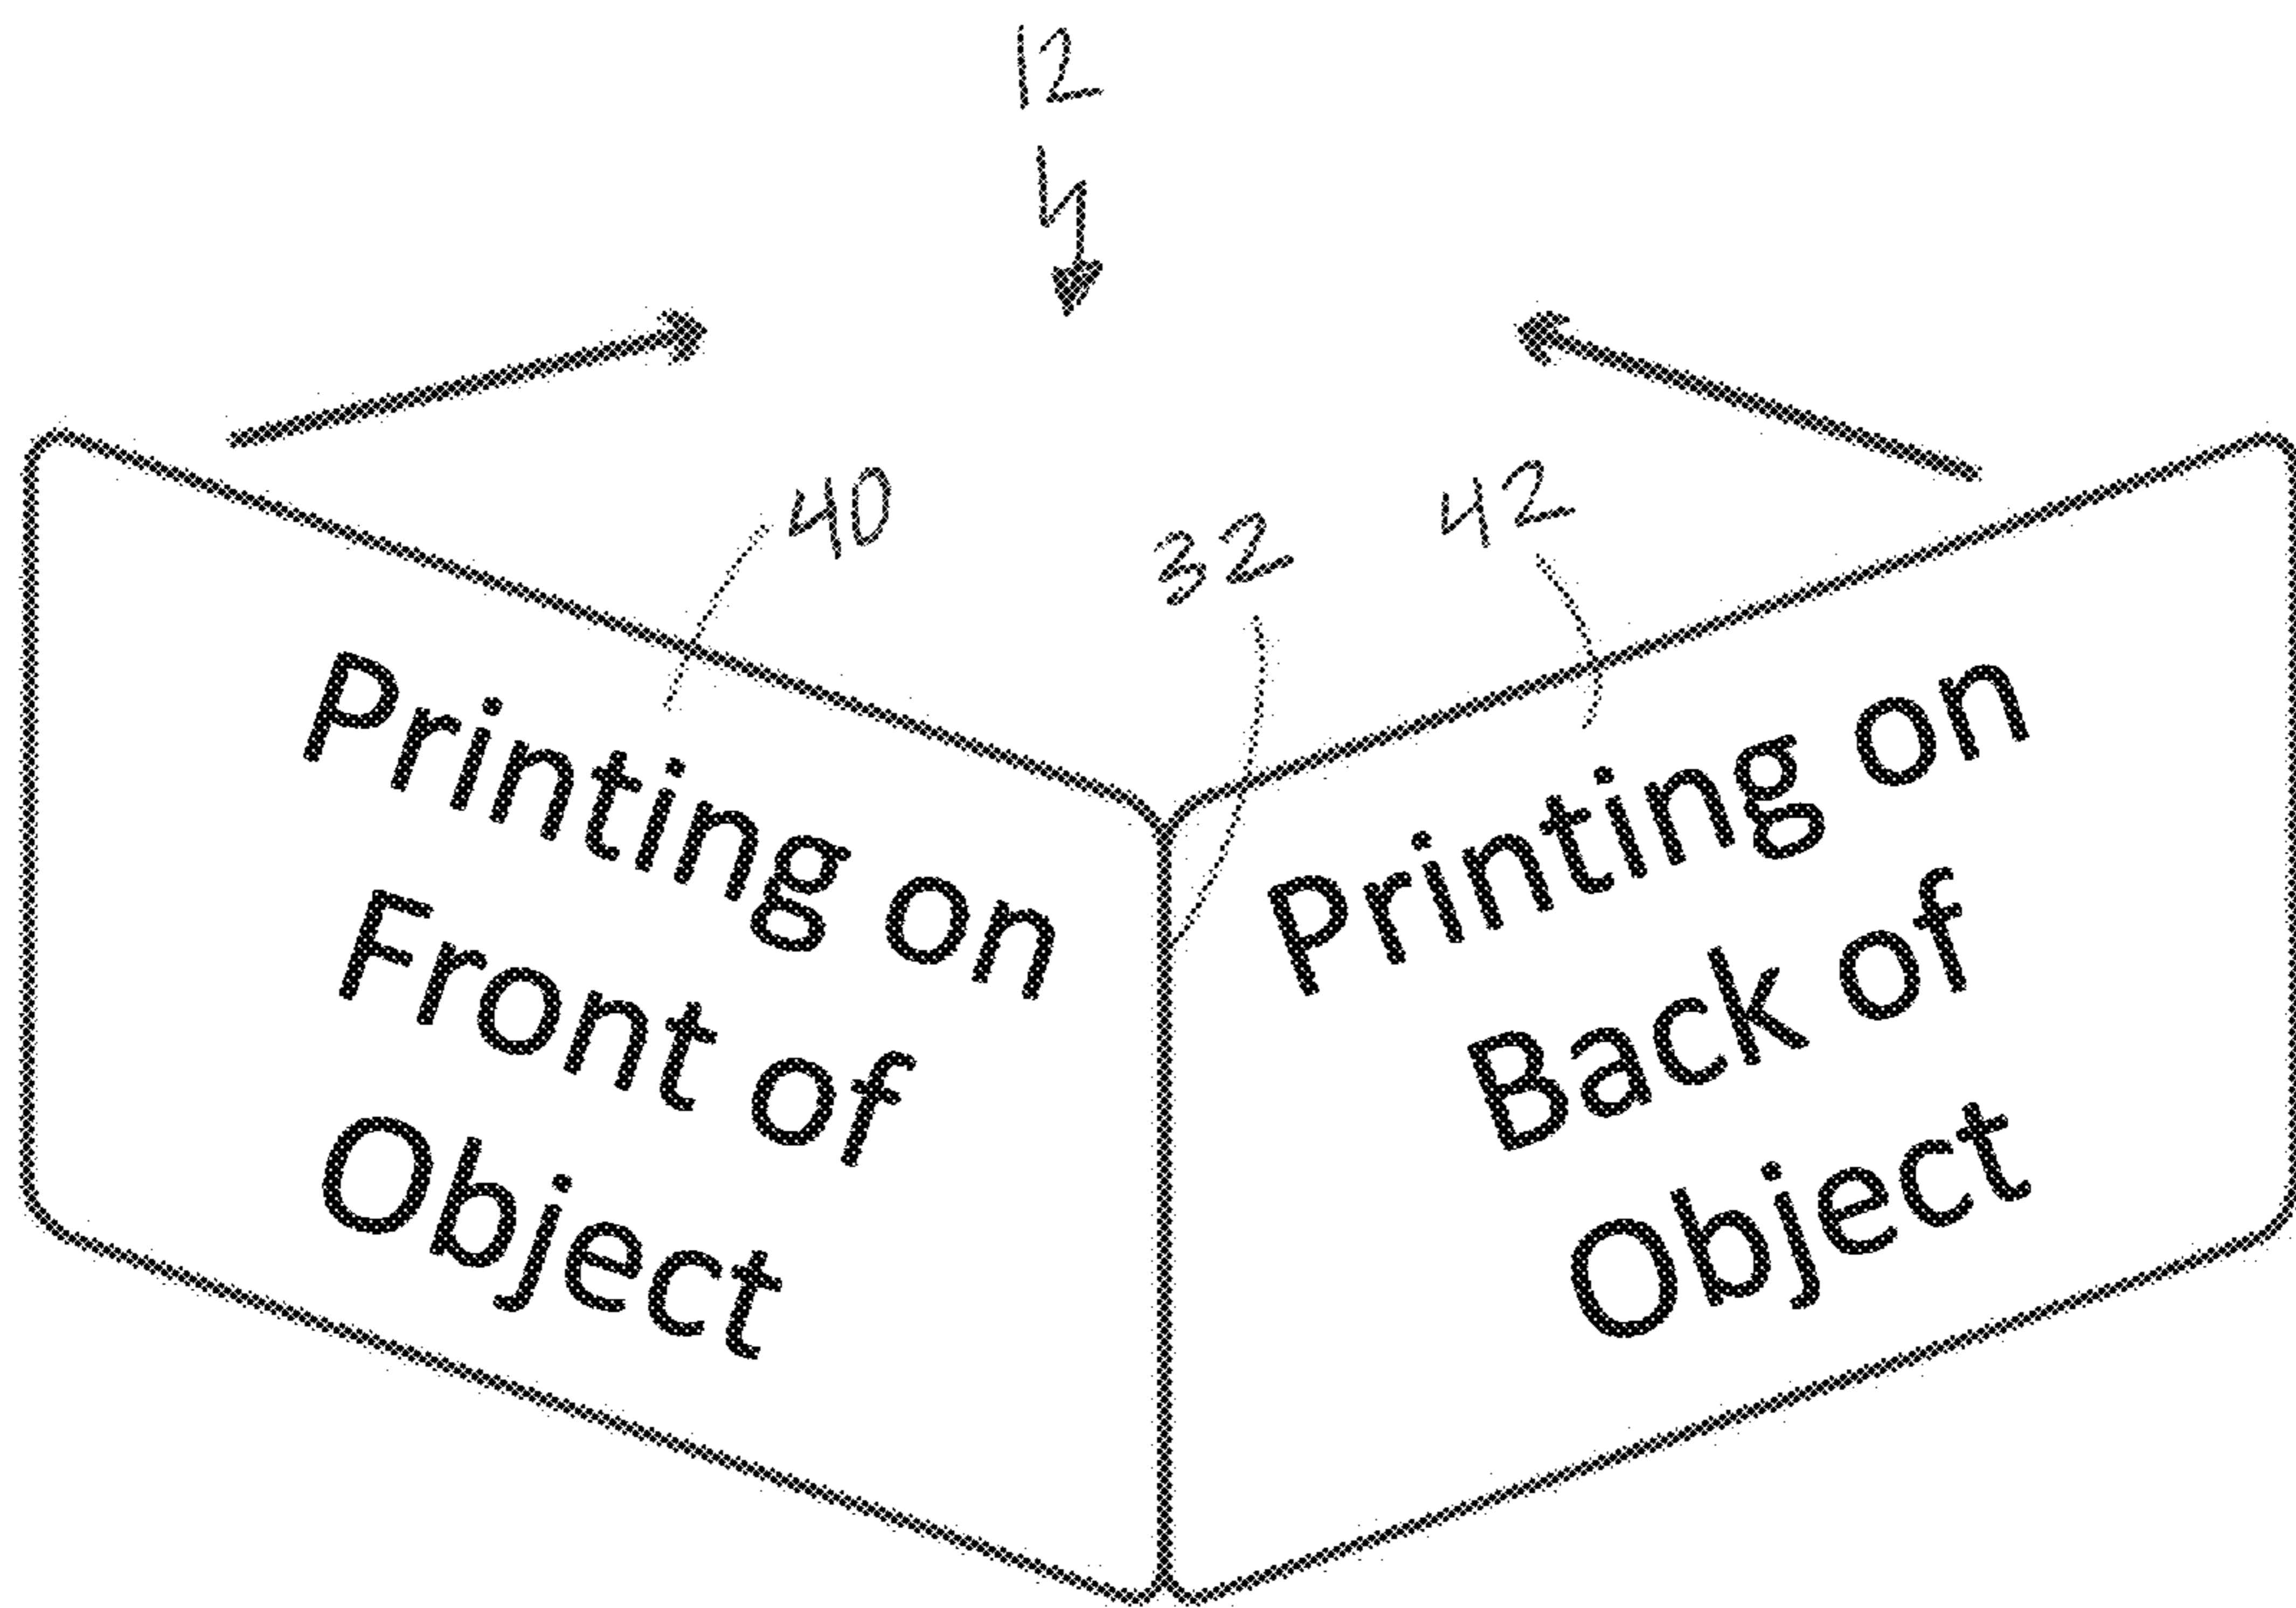 12
40
32
42
Printing on
Front of
Object
Printing on
Back of
Object